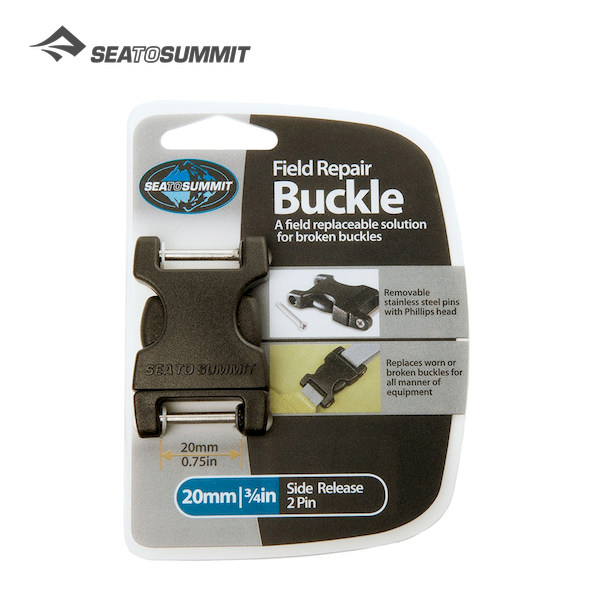 SEATOSUMMIT
SEATOSUMMIT
Field Repair
Buckle
A field replaceable solution
for broken buckles
Removable
stainless steel pins
with Phillips head
SEATOSUMMIT
Replaces worn or
broken buckles for
all manner of
equipment
20mm
0.75in
20mm|¾in
Side Release
2 Pin